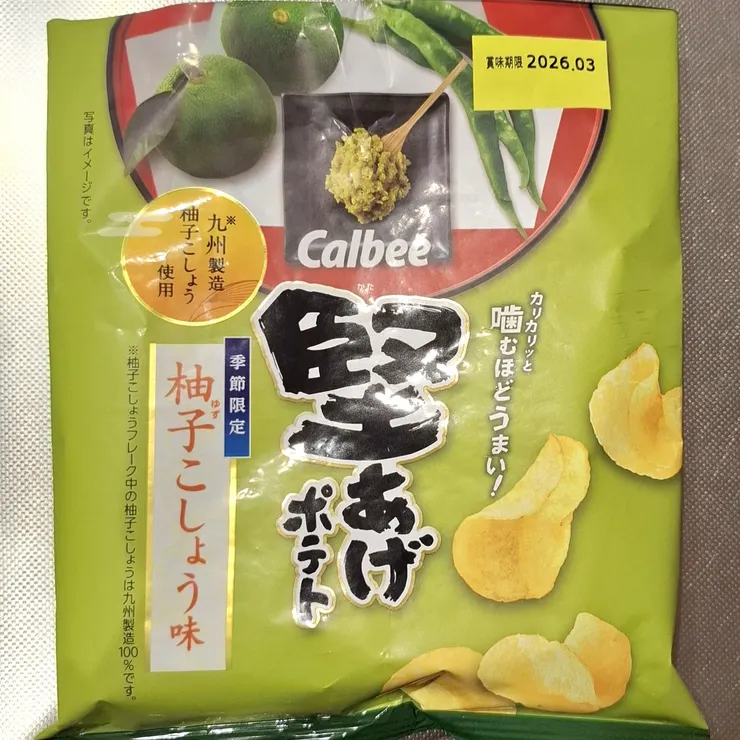 賞味期限 2026.03
写真はイメージです。
※
九州製造
柚子こしょう
使用
Calbee
かた
堅あげ
ポテト
カリカリッと
噛むほどうまい!
季節限定
柚子こしょう味
ゆず
※柚子こしょうフレーク中の柚子こしょうは九州製造100%です。